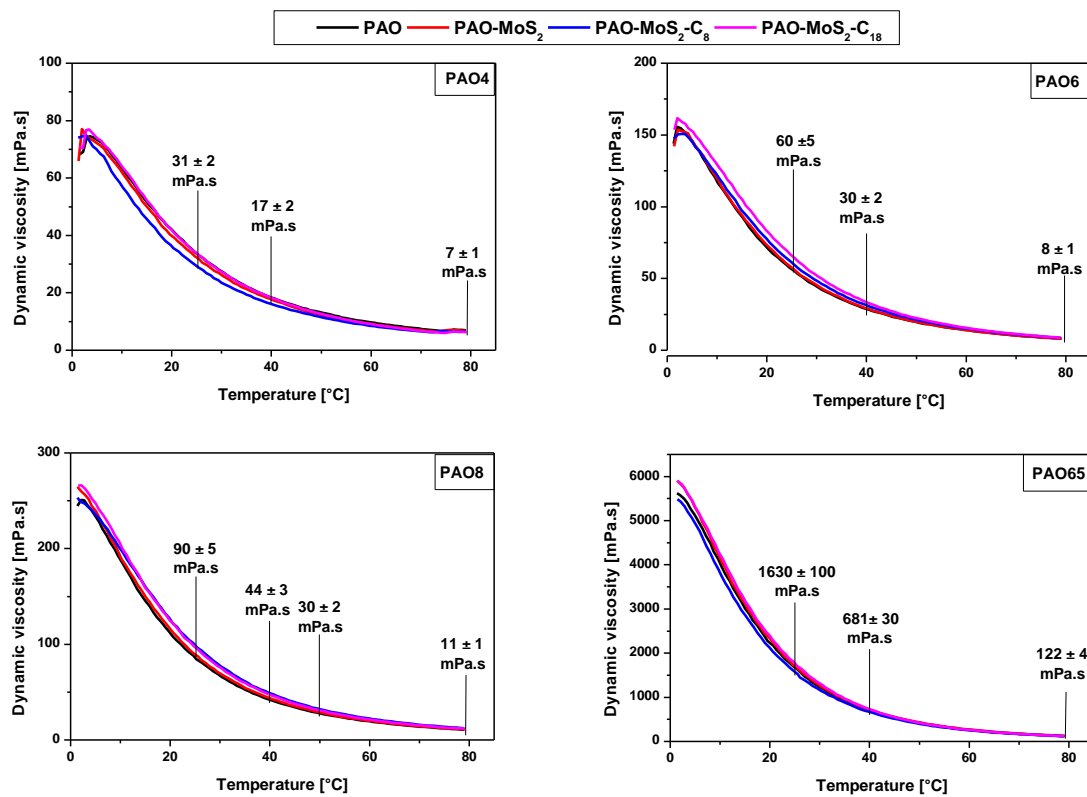 PAO PAO-MoS₂ PAO-MoS₂-C₈ PAO-MoS₂-C₁₈
PAO4
Dynamic viscosity [mPa.s]
100
80
60
40
20
0
31 ± 2
mPa.s
17 ± 2
mPa.s
7 ± 1
mPa.s
0 20 40 60 80
Temperature [°C]
PAO6
Dynamic viscosity [mPa.s]
200
150
100
50
0
60 ±5
mPa.s
30 ± 2
mPa.s
8 ± 1
mPa.s
0 20 40 60 80
Temperature [°C]
PAO8
Dynamic viscosity [mPa.s]
300
200
100
0
90 ± 5
mPa.s
44 ± 3
mPa.s
30 ± 2
mPa.s
11 ± 1
mPa.s
0 20 40 60 80
Temperature [°C]
PAO65
Dynamic viscosity [mPa.s]
6000
5000
4000
3000
2000
1000
0
1630 ± 100
mPa.s
681± 30
mPa.s
122 ± 4
mPa.s
0 20 40 60 80
Temperature [°C]